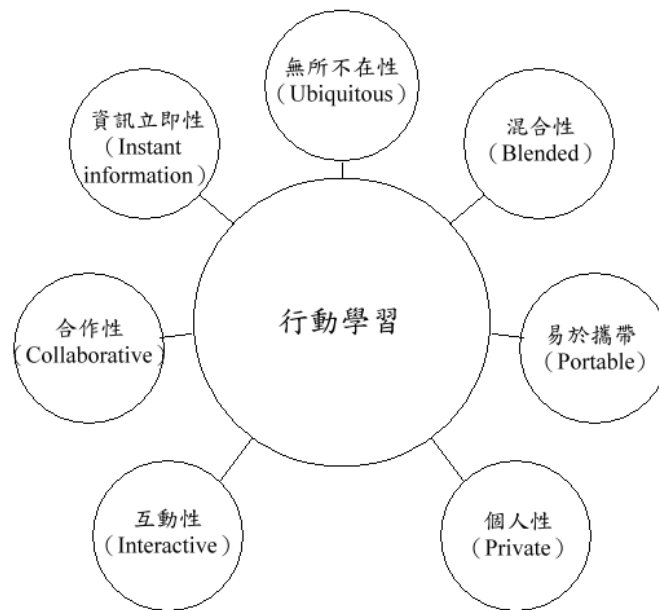 無所不在性
（Ubiquitous）
混合性
（Blended）
易於攜帶
（Portable）
個人性
（Private）
互動性
（Interactive）
合作性
（Collaborative）
資訊立即性
（Instant
information）
行動學習